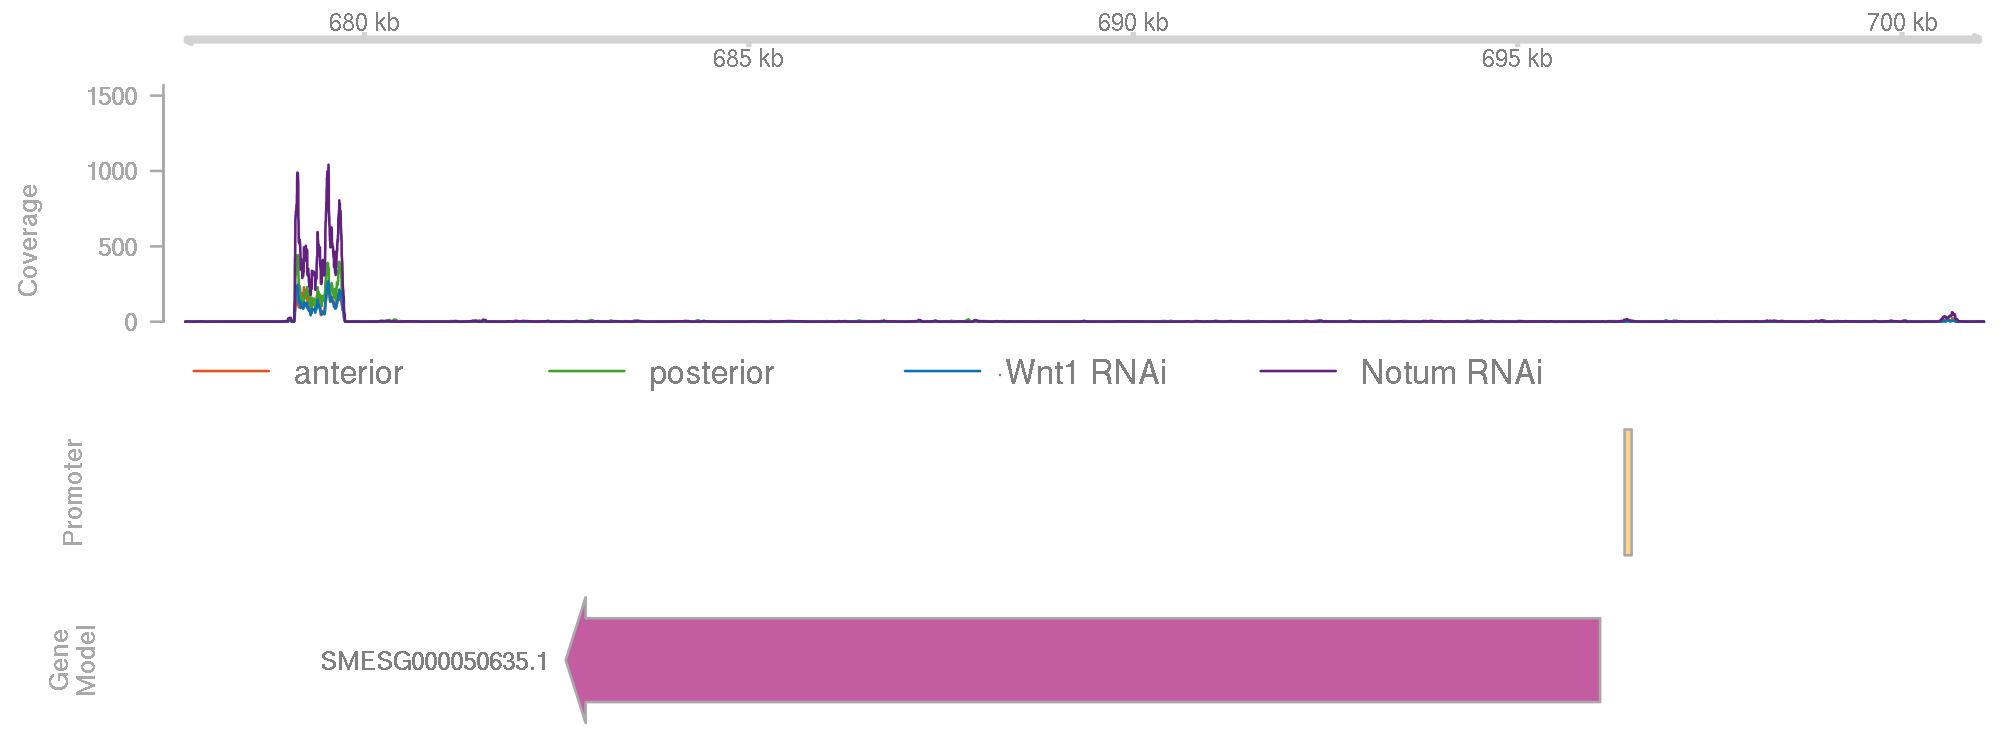 680 kb 690 kb 700 kb
685 kb 695 kb
1500
1000
500
0
Coverage
anterior posterior Wnt1 RNAi Notum RNAi
Promoter
Gene
Model
SMESG000050635.1